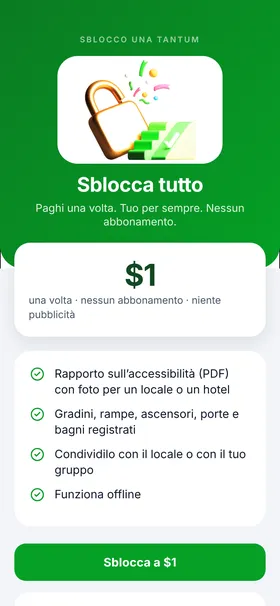 SBLOCCO UNA TANTUM
Sblocca tutto
Paghi una volta. Tuo per sempre. Nessun
abbonamento.
$1
una volta · nessun abbonamento · niente
pubblicità
Rapporto sull’accessibilità (PDF)
con foto per un locale o un hotel
Gradini, rampe, ascensori, porte e
bagni registrati
Condividilo con il locale o con il tuo
gruppo
Funziona offline
Sblocca a $1